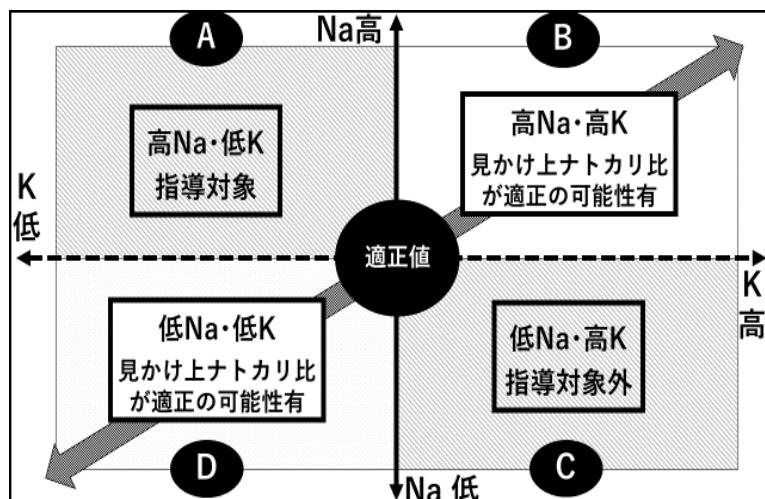 A
Na高
B
高Na・低K
指導対象
高Na・高K
見かけ上ナトカリ比
が適正の可能性有
K
低
適正値
K
高
低Na・低K
見かけ上ナトカリ比
が適正の可能性有
低Na・高K
指導対象外
D
Na 低
C